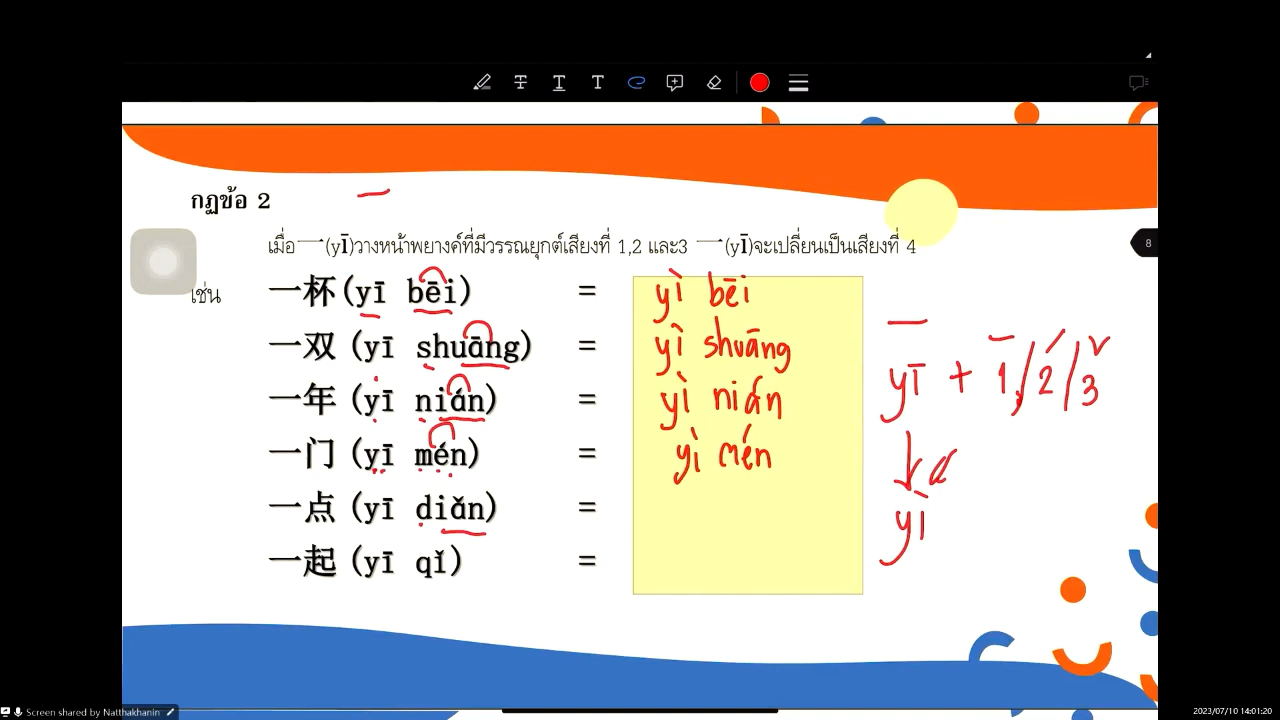 กฏข้อ 2
เมื่อ一(yī)วางหน้าพยางค์ที่มีวรรณยุกต์เสียงที่ 1,2 และ3 一(yī)จะเปลี่ยนเป็นเสียงที่ 4
8
เช่น
一杯(yī bēi) = yì bēi
一双(yī shuāng) = yì shuāng
一年(yī nián) = yì nián
一门(yī mén) = yì mén
一点(yī diǎn) =
一起(yī qǐ) =
yī + 1/2/3
yì
Screen shared by Natthakhanin
2023/07/10 14:01:20